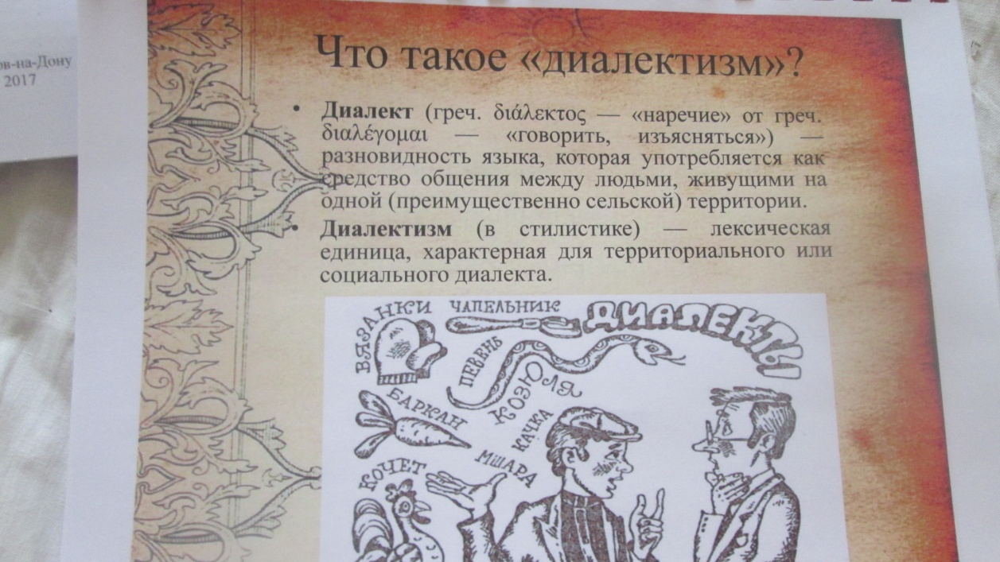 ов-на-Дону
2017
Что такое «диалектизм»?
• Диалект (греч. διάλεκτος — «наречие» от греч.
διαλέγομαι — «говорить, изъясняться») —
разновидность языка, которая употребляется как
средство общения между людьми, живущими на
одной (преимущественно сельской) территории.
• Диалектизм (в стилистике) — лексическая
единица, характерная для территориального или
социального диалекта.
ВЯЗАНКИ
ЧАПЕЛЬНИК
ДИАЛЕКТЫ
ПЕВЕНЬ
КОЗЮЛЯ
БАРКАН
КАЧКА
МШАРА
КОЧЕТ